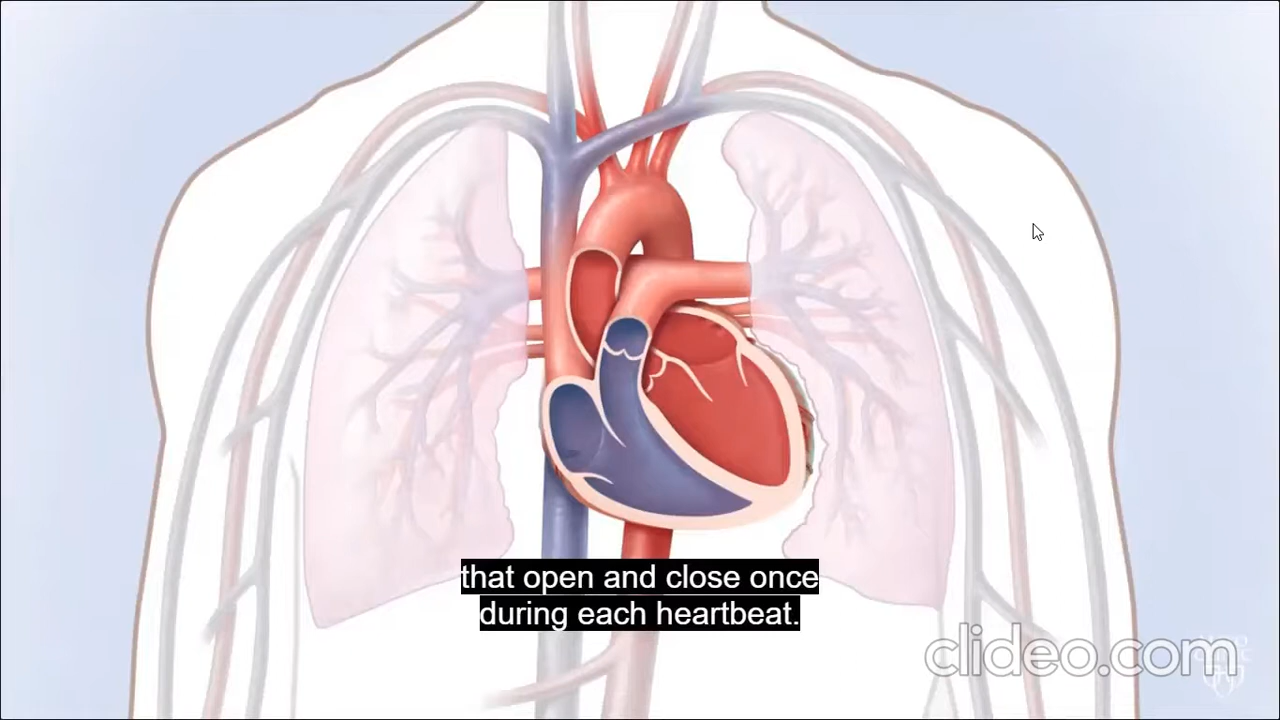 that open and close once
during each heartbeat.
clideo.com